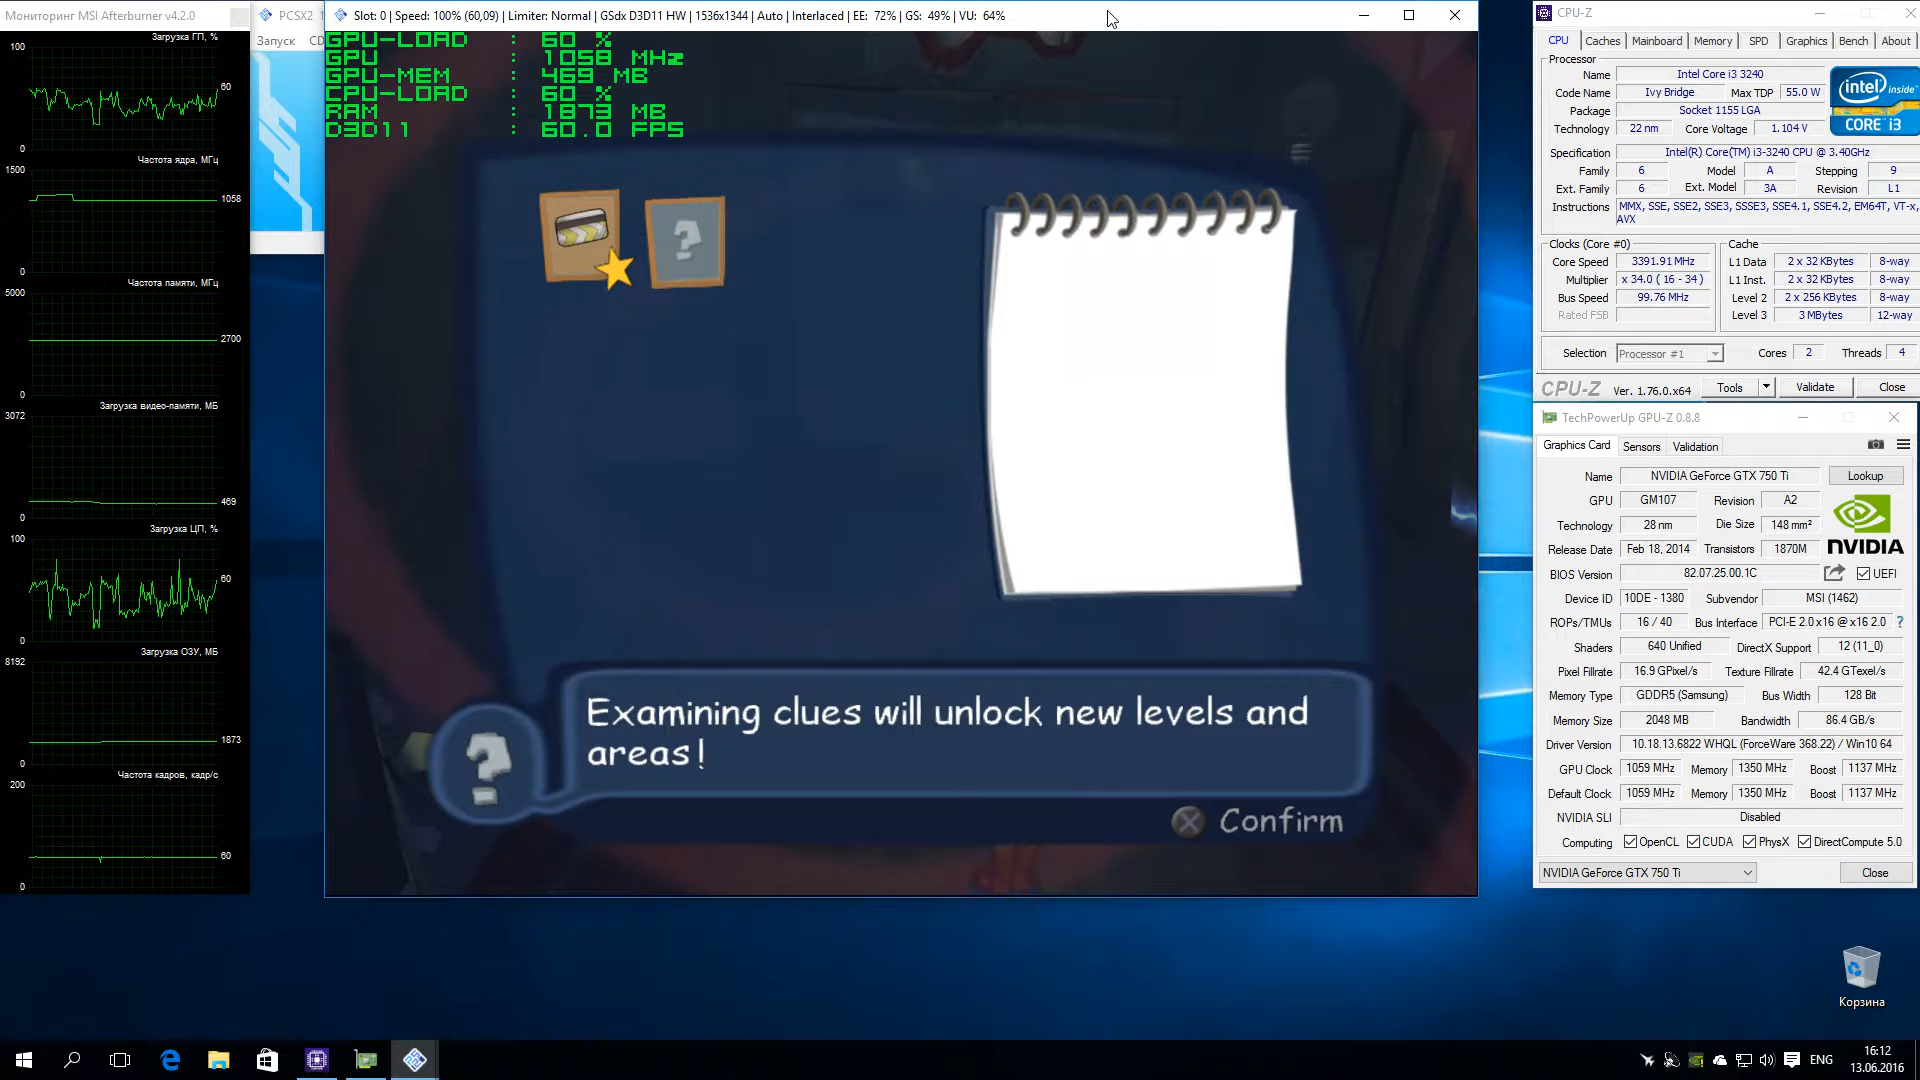 Мониторинг MSI Afterburner v4.2.0
Загрузка ГП, %
100
60
0
Частота ядра, МГц
1500
1058
0
Частота памяти, МГц
5000
2700
0
Загрузка видео-памяти, МБ
3072
469
0
Загрузка ЦП, %
100
60
0
Загрузка ОЗУ, МБ
8192
1873
0
Частота кадров, кадр/с
200
60
0
PCSX2
Запуск
Slot: 0 | Speed: 100% (60,09) | Limiter: Normal | GSdx D3D11 HW | 1536x1344 | Auto | Interlaced | EE: 72% | GS: 49% | VU: 64%
GPU-LOAD : 60 %
GPU : 1058 MHz
GPU-MEM : 469 MB
CPU-LOAD : 60 %
RAM : 1873 MB
D3D11 : 60.0 FPS
?
Examining clues will unlock new levels and
areas!
?
Confirm
CPU-Z
CPU Caches Mainboard Memory SPD Graphics Bench About
Processor
Name Intel Core i3 3240
Code Name Ivy Bridge Max TDP 55.0 W
Package Socket 1155 LGA
Technology 22 nm Core Voltage 1.104 V
intel inside
CORE i3
Specification Intel(R) Core(TM) i3-3240 CPU @ 3.40GHz
Family 6 Model A Stepping 9
Ext. Family 6 Ext. Model 3A Revision L1
Instructions MMX, SSE, SSE2, SSE3, SSSE3, SSE4.1, SSE4.2, EM64T, VT-x,
AVX
Clocks (Core #0)
Core Speed 3391.91 MHz
Multiplier x 34.0 ( 16 - 34 )
Bus Speed 99.76 MHz
Rated FSB
Cache
L1 Data 2 x 32 KBytes 8-way
L1 Inst. 2 x 32 KBytes 8-way
Level 2 2 x 256 KBytes 8-way
Level 3 3 MBytes 12-way
Selection Processor #1 Cores 2 Threads 4
CPU-Z Ver. 1.76.0.x64 Tools Validate Close
TechPowerUp GPU-Z 0.8.8
Graphics Card Sensors Validation
Name NVIDIA GeForce GTX 750 Ti Lookup
GPU GM107 Revision A2
Technology 28 nm Die Size 148 mm²
Release Date Feb 18, 2014 Transistors 1870M
NVIDIA
BIOS Version 82.07.25.00.1C UEFI
Device ID 10DE - 1380 Subvendor MSI (1462)
ROPs/TMUs 16 / 40 Bus Interface PCI-E 2.0 x16 @ x16 2.0 ?
Shaders 640 Unified DirectX Support 12 (11_0)
Pixel Fillrate 16.9 GPixel/s Texture Fillrate 42.4 GTexel/s
Memory Type GDDR5 (Samsung) Bus Width 128 Bit
Memory Size 2048 MB Bandwidth 86.4 GB/s
Driver Version 10.18.13.6822 WHQL (ForceWare 368.22) / Win10 64
GPU Clock 1059 MHz Memory 1350 MHz Boost 1137 MHz
Default Clock 1059 MHz Memory 1350 MHz Boost 1137 MHz
NVIDIA SLI Disabled
Computing OpenCL CUDA PhysX DirectCompute 5.0
NVIDIA GeForce GTX 750 Ti Close
Корзина
ENG
16:12
13.06.2016